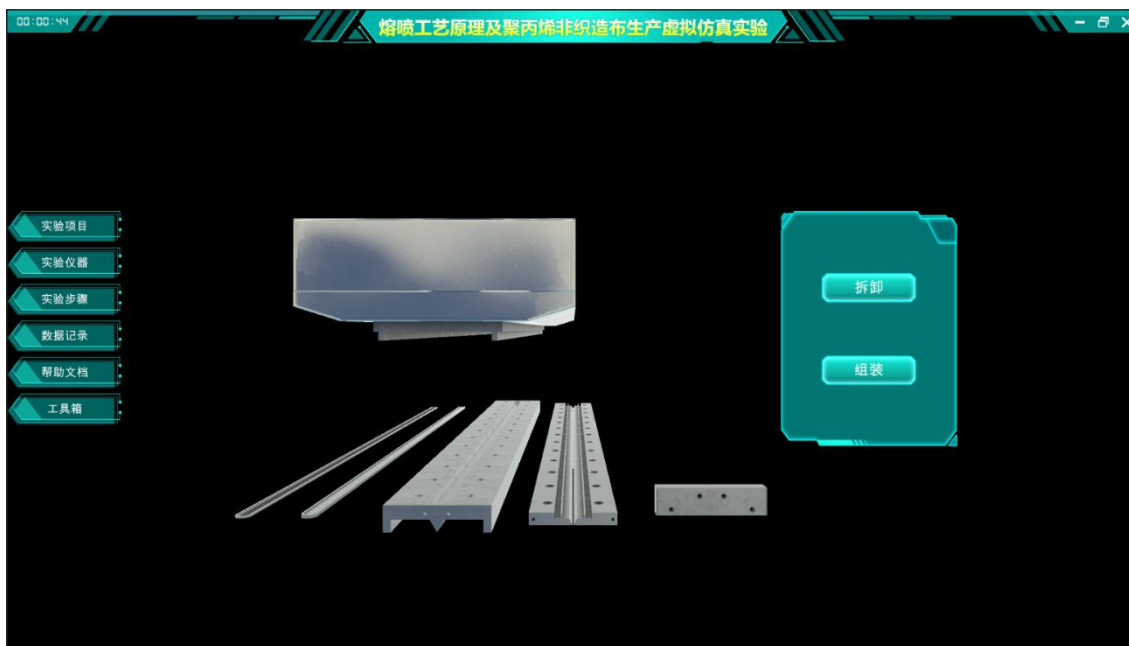 00:00:44
熔喷工艺原理及聚丙烯非织造布生产虚拟仿真实验
实验项目
实验仪器
实验步骤
数据记录
帮助文档
工具箱
拆卸
组装